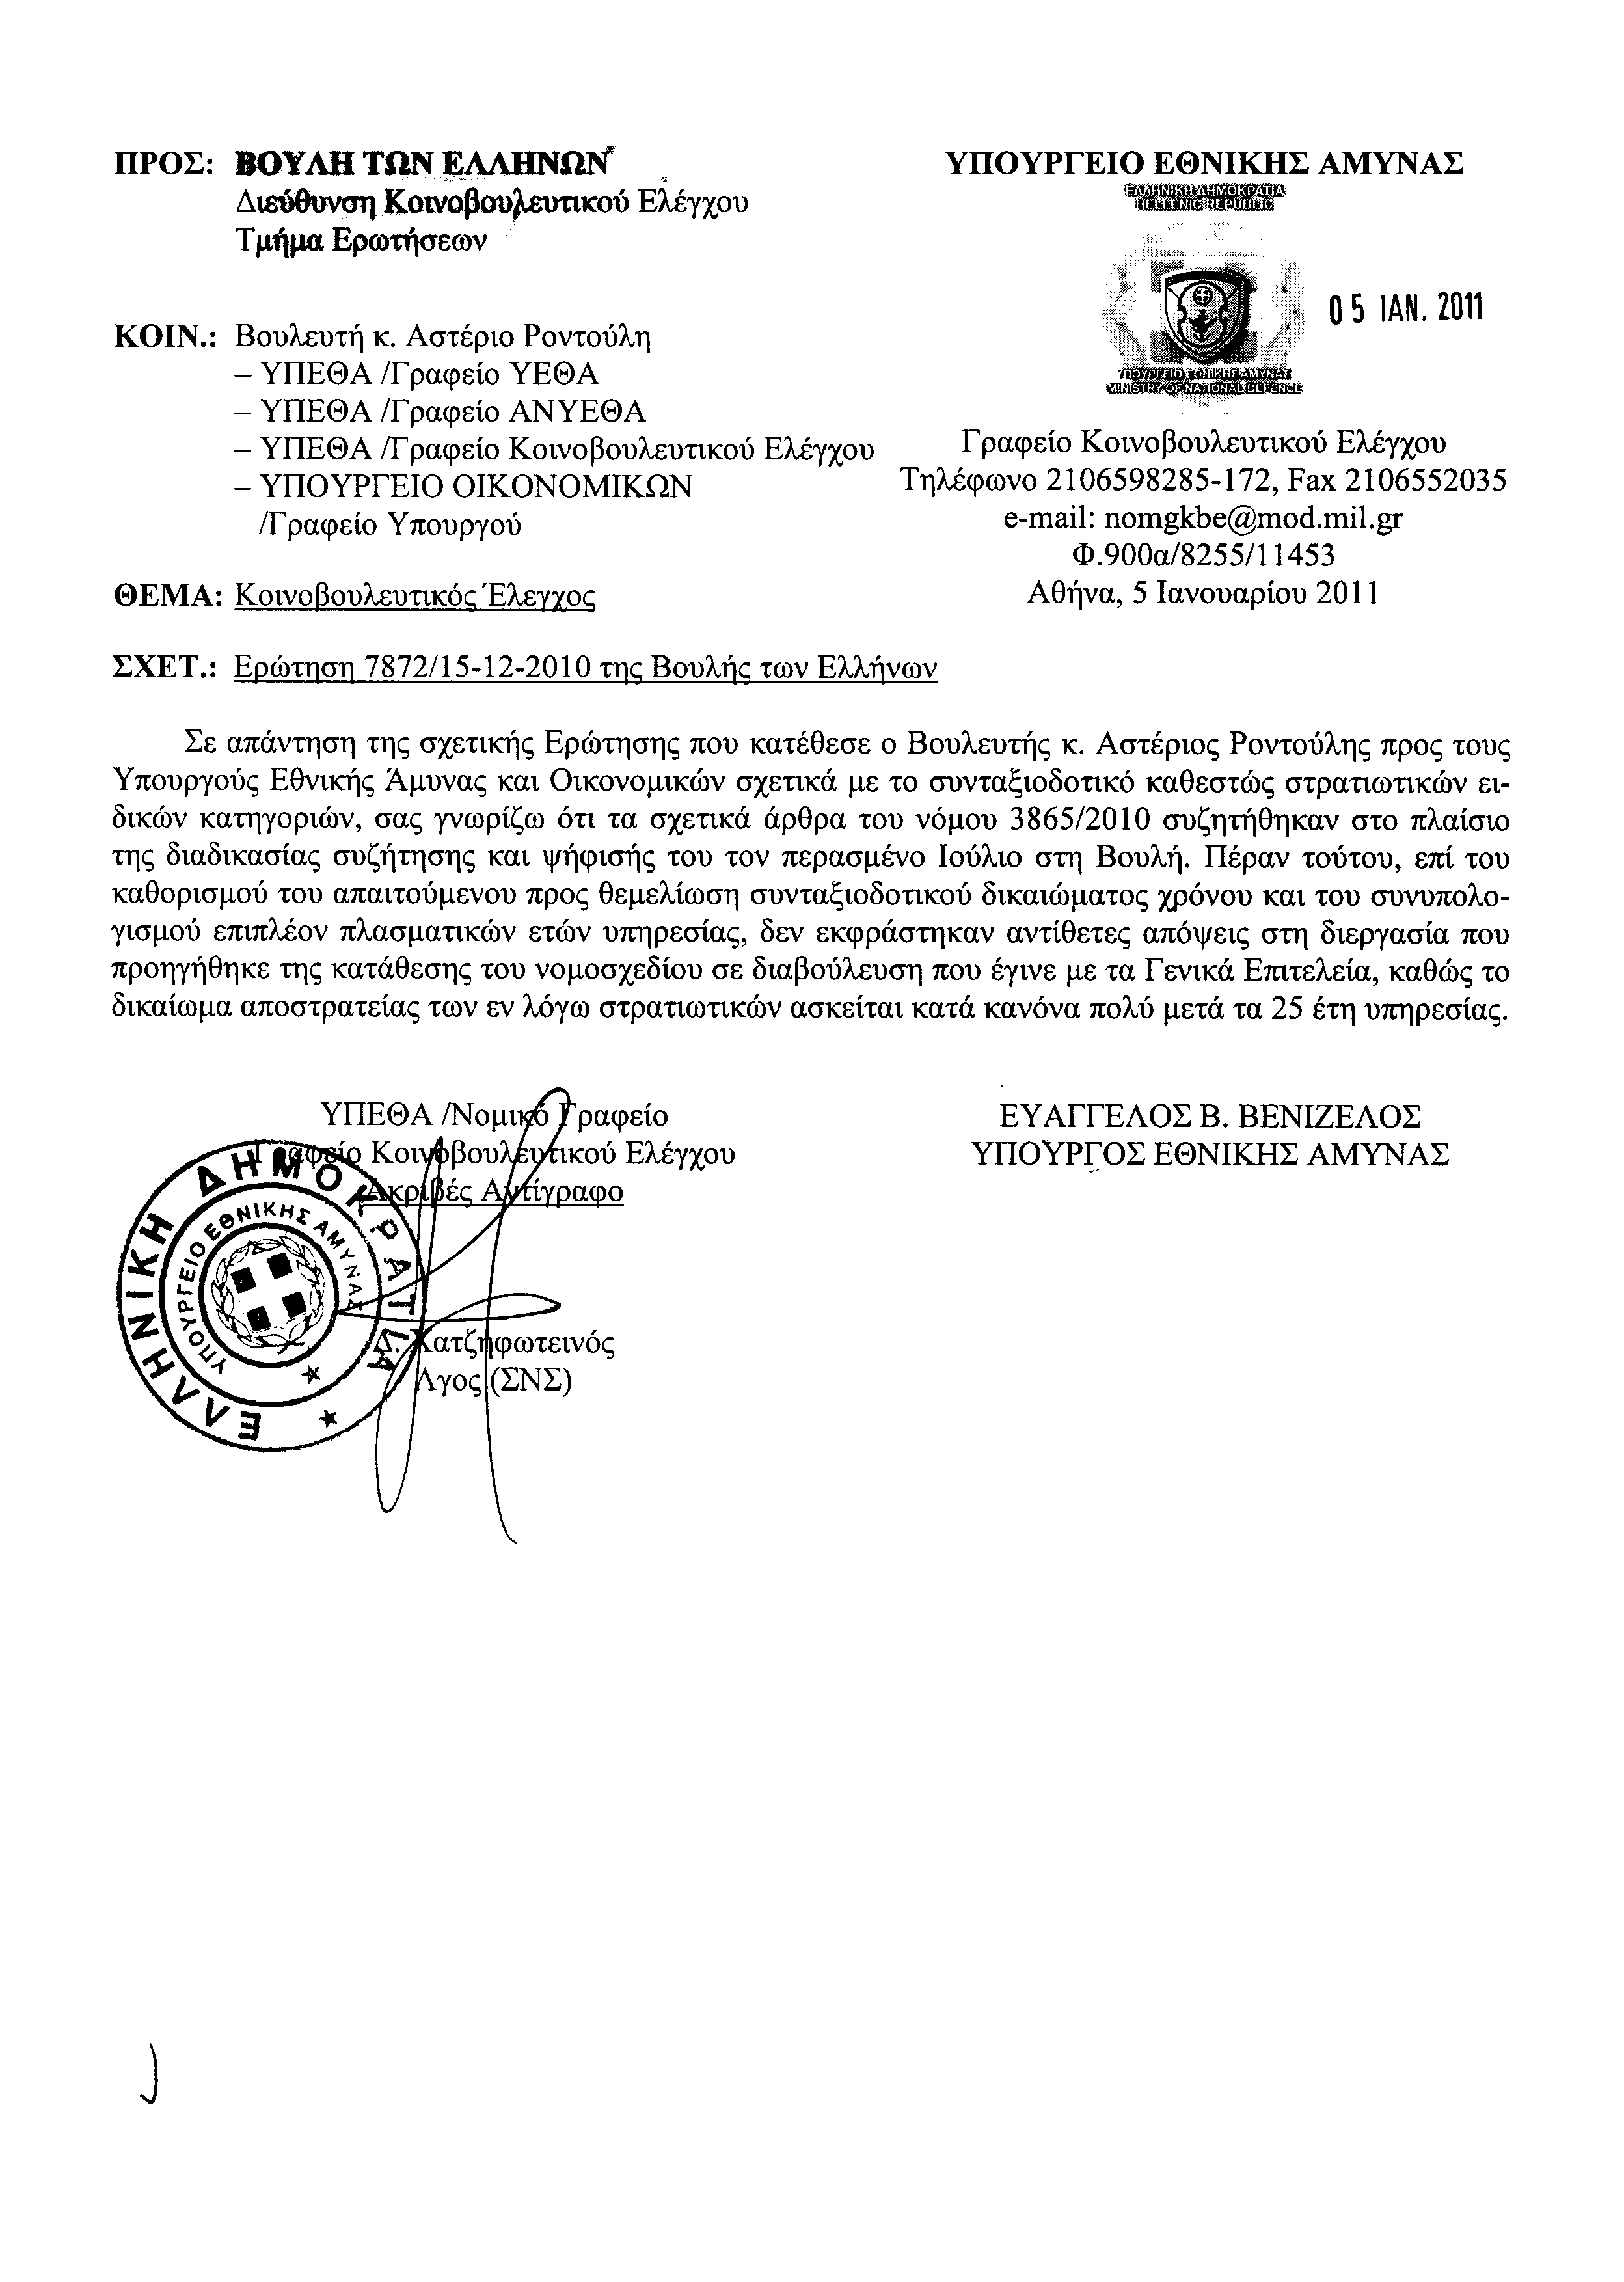 ΠΡΟΣ: ΒΟΥΛΗ ΤΩΝ ΕΛΛΗΝΩΝ
Διεύθυνση Κοινοβουλευτικού Ελέγχου
Τμήμα Ερωτήσεων
ΚΟΙΝ.: Βουλευτή κ. Αστέριο Ροντούλη
– ΥΠΕΘΑ /Γραφείο ΥΕΘΑ
– ΥΠΕΘΑ /Γραφείο ΑΝΥΕΘΑ
– ΥΠΕΘΑ /Γραφείο Κοινοβουλευτικού Ελέγχου
– ΥΠΟΥΡΓΕΙΟ ΟΙΚΟΝΟΜΙΚΩΝ
/Γραφείο Υπουργού
ΘΕΜΑ: Κοινοβουλευτικός Έλεγχος
ΥΠΟΥΡΓΕΙΟ ΕΘΝΙΚΗΣ ΑΜΥΝΑΣ
ΕΛΛΗΝΙΚΗ ΔΗΜΟΚΡΑΤΙΑ
HELLENIC REPUBLIC
05 ΙΑΝ. 2011
ΥΠΟΥΡΓΕΙΟ ΕΘΝΙΚΗΣ ΑΜΥΝΑΣ
MINISTRY OF NATIONAL DEFENCE
Γραφείο Κοινοβουλευτικού Ελέγχου
Τηλέφωνο 2106598285-172, Fax 2106552035
e-mail: nomgkbe@mod.mil.gr
Φ.900α/8255/11453
Αθήνα, 5 Ιανουαρίου 2011
ΣΧΕΤ.: Ερώτηση 7872/15-12-2010 της Βουλής των Ελλήνων
Σε απάντηση της σχετικής Ερώτησης που κατέθεσε ο Βουλευτής κ. Αστέριος Ροντούλης προς τους
Υπουργούς Εθνικής Άμυνας και Οικονομικών σχετικά με το συνταξιοδοτικό καθεστώς στρατιωτικών ει-
δικών κατηγοριών, σας γνωρίζω ότι τα σχετικά άρθρα του νόμου 3865/2010 συζητήθηκαν στο πλαίσιο
της διαδικασίας συζήτησης και ψήφισής του τον περασμένο Ιούλιο στη Βουλή. Πέραν τούτου, επί του
καθορισμού του απαιτούμενου προς θεμελίωση συνταξιοδοτικού δικαιώματος χρόνου και του συνυπολο-
γισμού επιπλέον πλασματικών ετών υπηρεσίας, δεν εκφράστηκαν αντίθετες απόψεις στη διεργασία που
προηγήθηκε της κατάθεσης του νομοσχεδίου σε διαβούλευση που έγινε με τα Γενικά Επιτελεία, καθώς το
δικαίωμα αποστρατείας των εν λόγω στρατιωτικών ασκείται κατά κανόνα πολύ μετά τα 25 έτη υπηρεσίας.
ΥΠΕΘΑ /Νομικό Γραφείο
Γραφείο Κοινοβουλευτικού Ελέγχου
Ακριβές Αντίγραφο
ΕΛΛΗΝΙΚΗ ΔΗΜΟΚΡΑΤΙΑ
ΥΠΟΥΡΓΕΙΟ ΕΘΝΙΚΗΣ ΑΜΥΝΑΣ
Δ. Χατζηφωτεινός
Λγος (ΣΝΣ)
ΕΥΑΓΓΕΛΟΣ Β. ΒΕΝΙΖΕΛΟΣ
ΥΠΟΥΡΓΟΣ ΕΘΝΙΚΗΣ ΑΜΥΝΑΣ